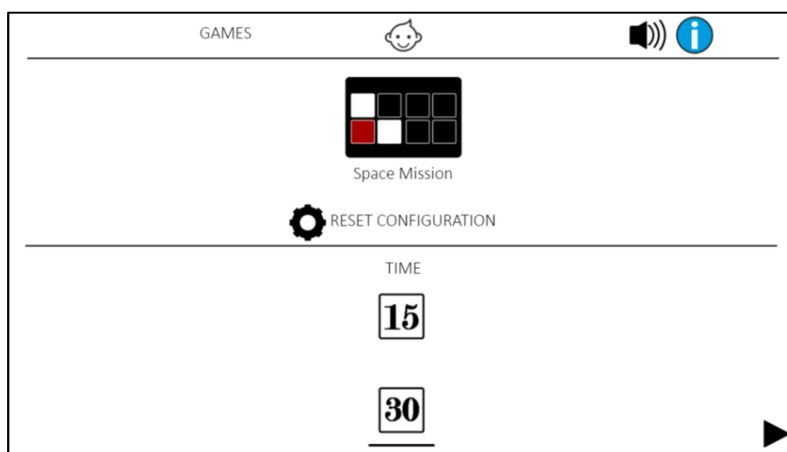 GAMES
i
Space Mission
RESET CONFIGURATION
TIME
15
30